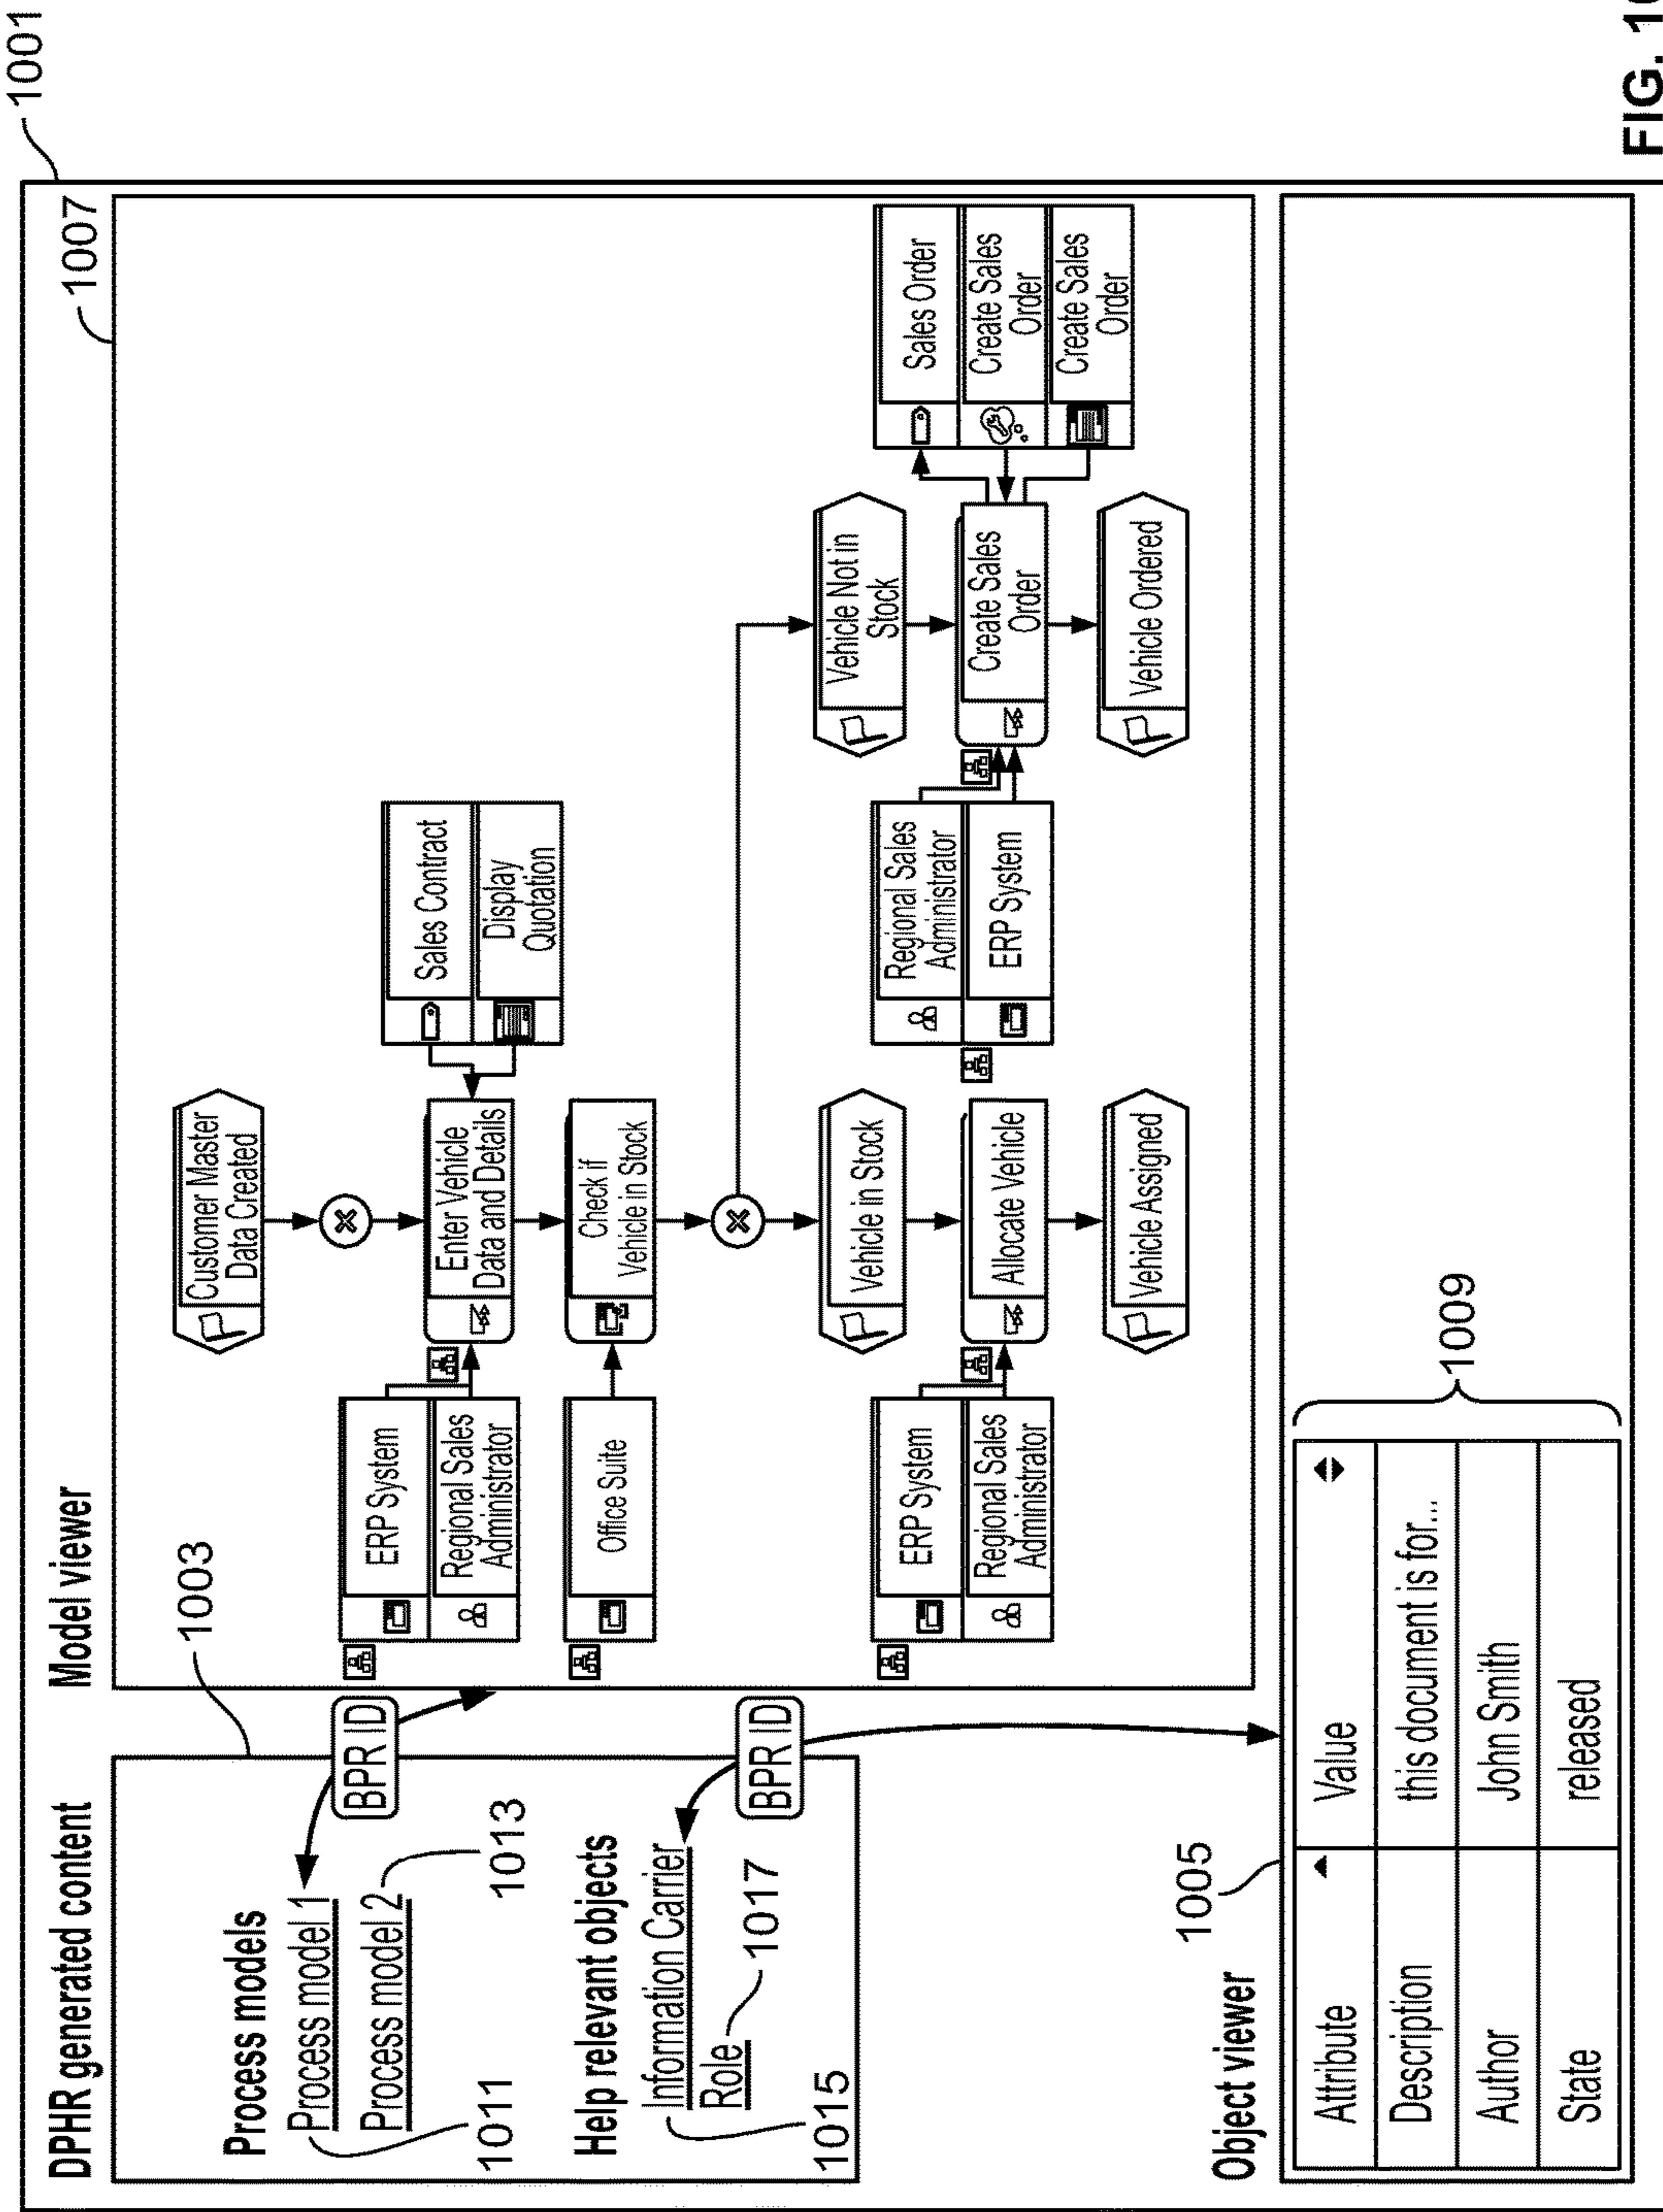 1001
DPHR generated content
Model viewer
1003
1007
Process models
Process model 1
Process model 2
1011
1013
BPR ID
Help relevant objects
Information Carrier
Role
1015
1017
BPR ID
Customer Master
Data Created
ERP System
Regional Sales
Administrator
Enter Vehicle
Data and Details
Sales Contract
Display
Quotation
Office Suite
Check if
Vehicle in Stock
Vehicle in Stock
Vehicle Not in
Stock
ERP System
Regional Sales
Administrator
Allocate Vehicle
Regional Sales
Administrator
ERP System
Create Sales
Order
Sales Order
Create Sales
Order
Create Sales
Order
Vehicle Assigned
Vehicle Ordered
Object viewer
1005
Attribute
Value
Description
this document is for...
Author
John Smith
State
released
1009